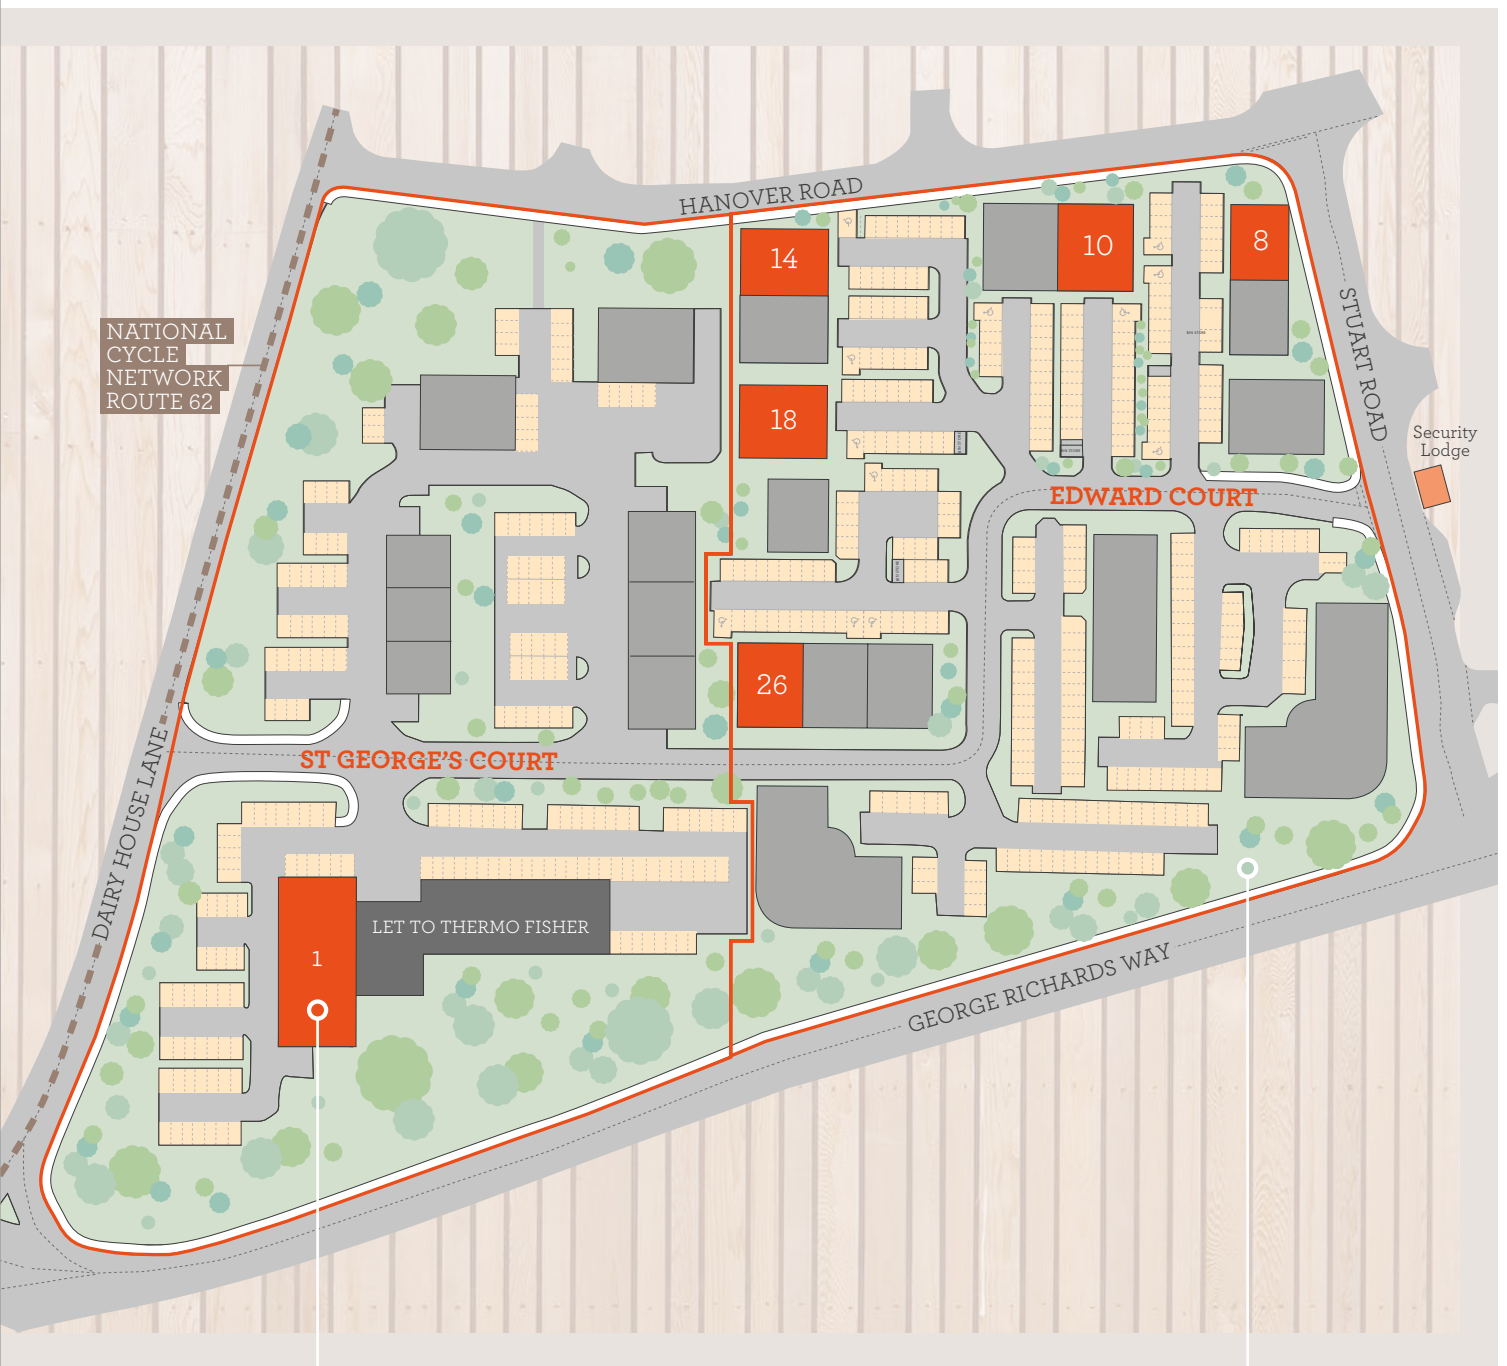 HANOVER ROAD
14
10
8
NATIONAL
CYCLE
NETWORK
ROUTE 62
STUART ROAD
18
Security
Lodge
EDWARD COURT
26
ST GEORGE'S COURT
DAIRY HOUSE LANE
LET TO THERMO FISHER
1
GEORGE RICHARDS WAY